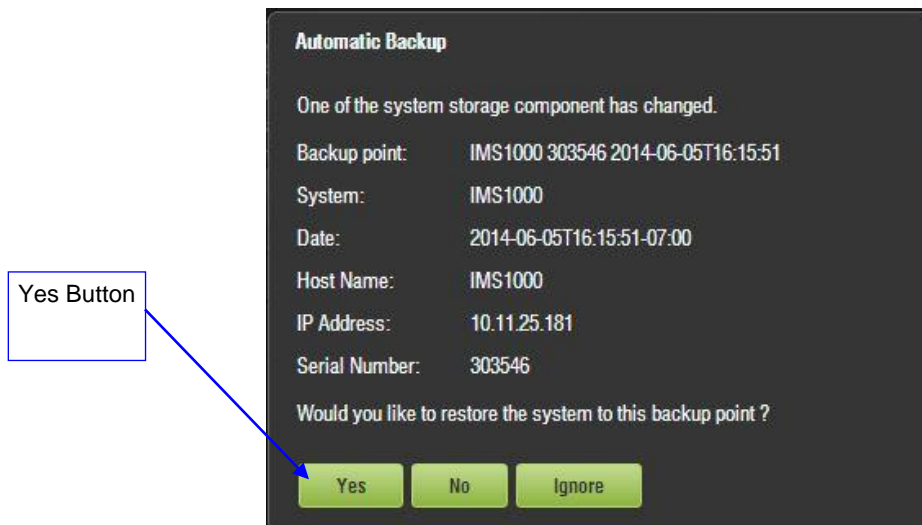 Automatic Backup
One of the system storage component has changed.
Backup point: IMS1000 303546 2014-06-05T16:15:51
System: IMS1000
Date: 2014-06-05T16:15:51-07:00
Host Name: IMS1000
IP Address: 10.11.25.181
Serial Number: 303546
Would you like to restore the system to this backup point ?
Yes No Ignore
Yes Button